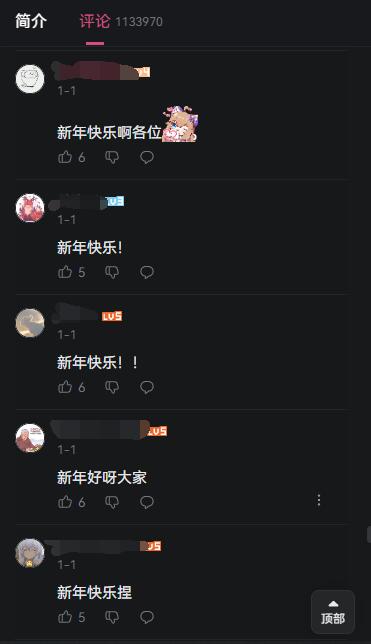 简介 评论 1133970
LV5
1-1
新年快乐啊各位
6
LV3
1-1
新年快乐！
5
LV5
1-1
新年快乐！！
6
LV5
1-1
新年好呀大家
6
1-1
新年快乐捏
5
顶部